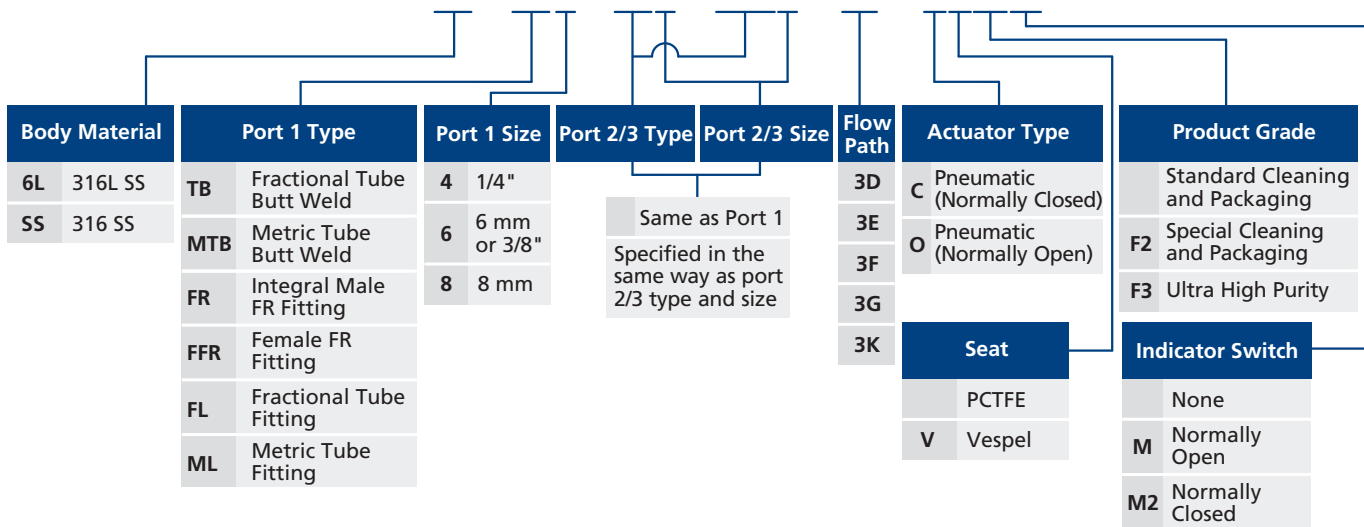 Body Material
6L 316L SS
SS 316 SS
Port 1 Type
TB Fractional Tube
Butt Weld
MTB Metric Tube
Butt Weld
FR Integral Male
FR Fitting
FFR Female FR
Fitting
FL Fractional Tube
Fitting
ML Metric Tube
Fitting
Port 1 Size
4 1/4"
6 6 mm
or 3/8"
8 8 mm
Port 2/3 Type
Port 2/3 Size
Same as Port 1
Specified in the
same way as port
2/3 type and size
Flow
Path
3D
3E
3F
3G
3K
Actuator Type
C Pneumatic
(Normally Closed)
O Pneumatic
(Normally Open)
Seat
PCTFE
V Vespel
Product Grade
Standard Cleaning
and Packaging
F2 Special Cleaning
and Packaging
F3 Ultra High Purity
Indicator Switch
None
M Normally
Open
M2 Normally
Closed